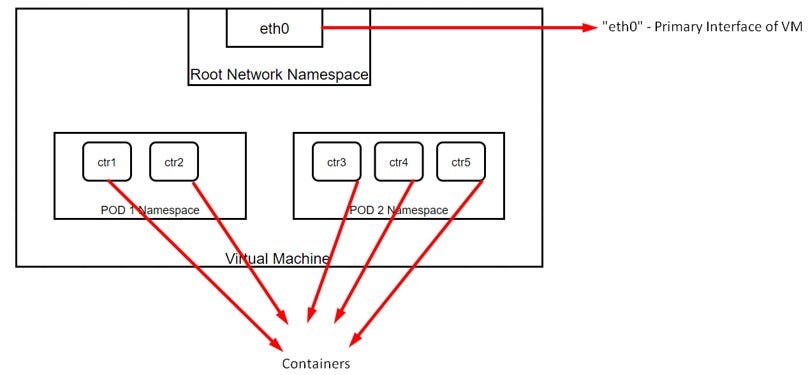 eth0
"eth0" - Primary Interface of VM
Root Network Namespace
ctr1
ctr2
ctr3
ctr4
ctr5
POD 1 Namespace
POD 2 Namespace
Virtual Machine
Containers